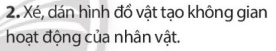 2. Xé, dán hình đồ vật tạo không gian
hoạt động của nhân vật.